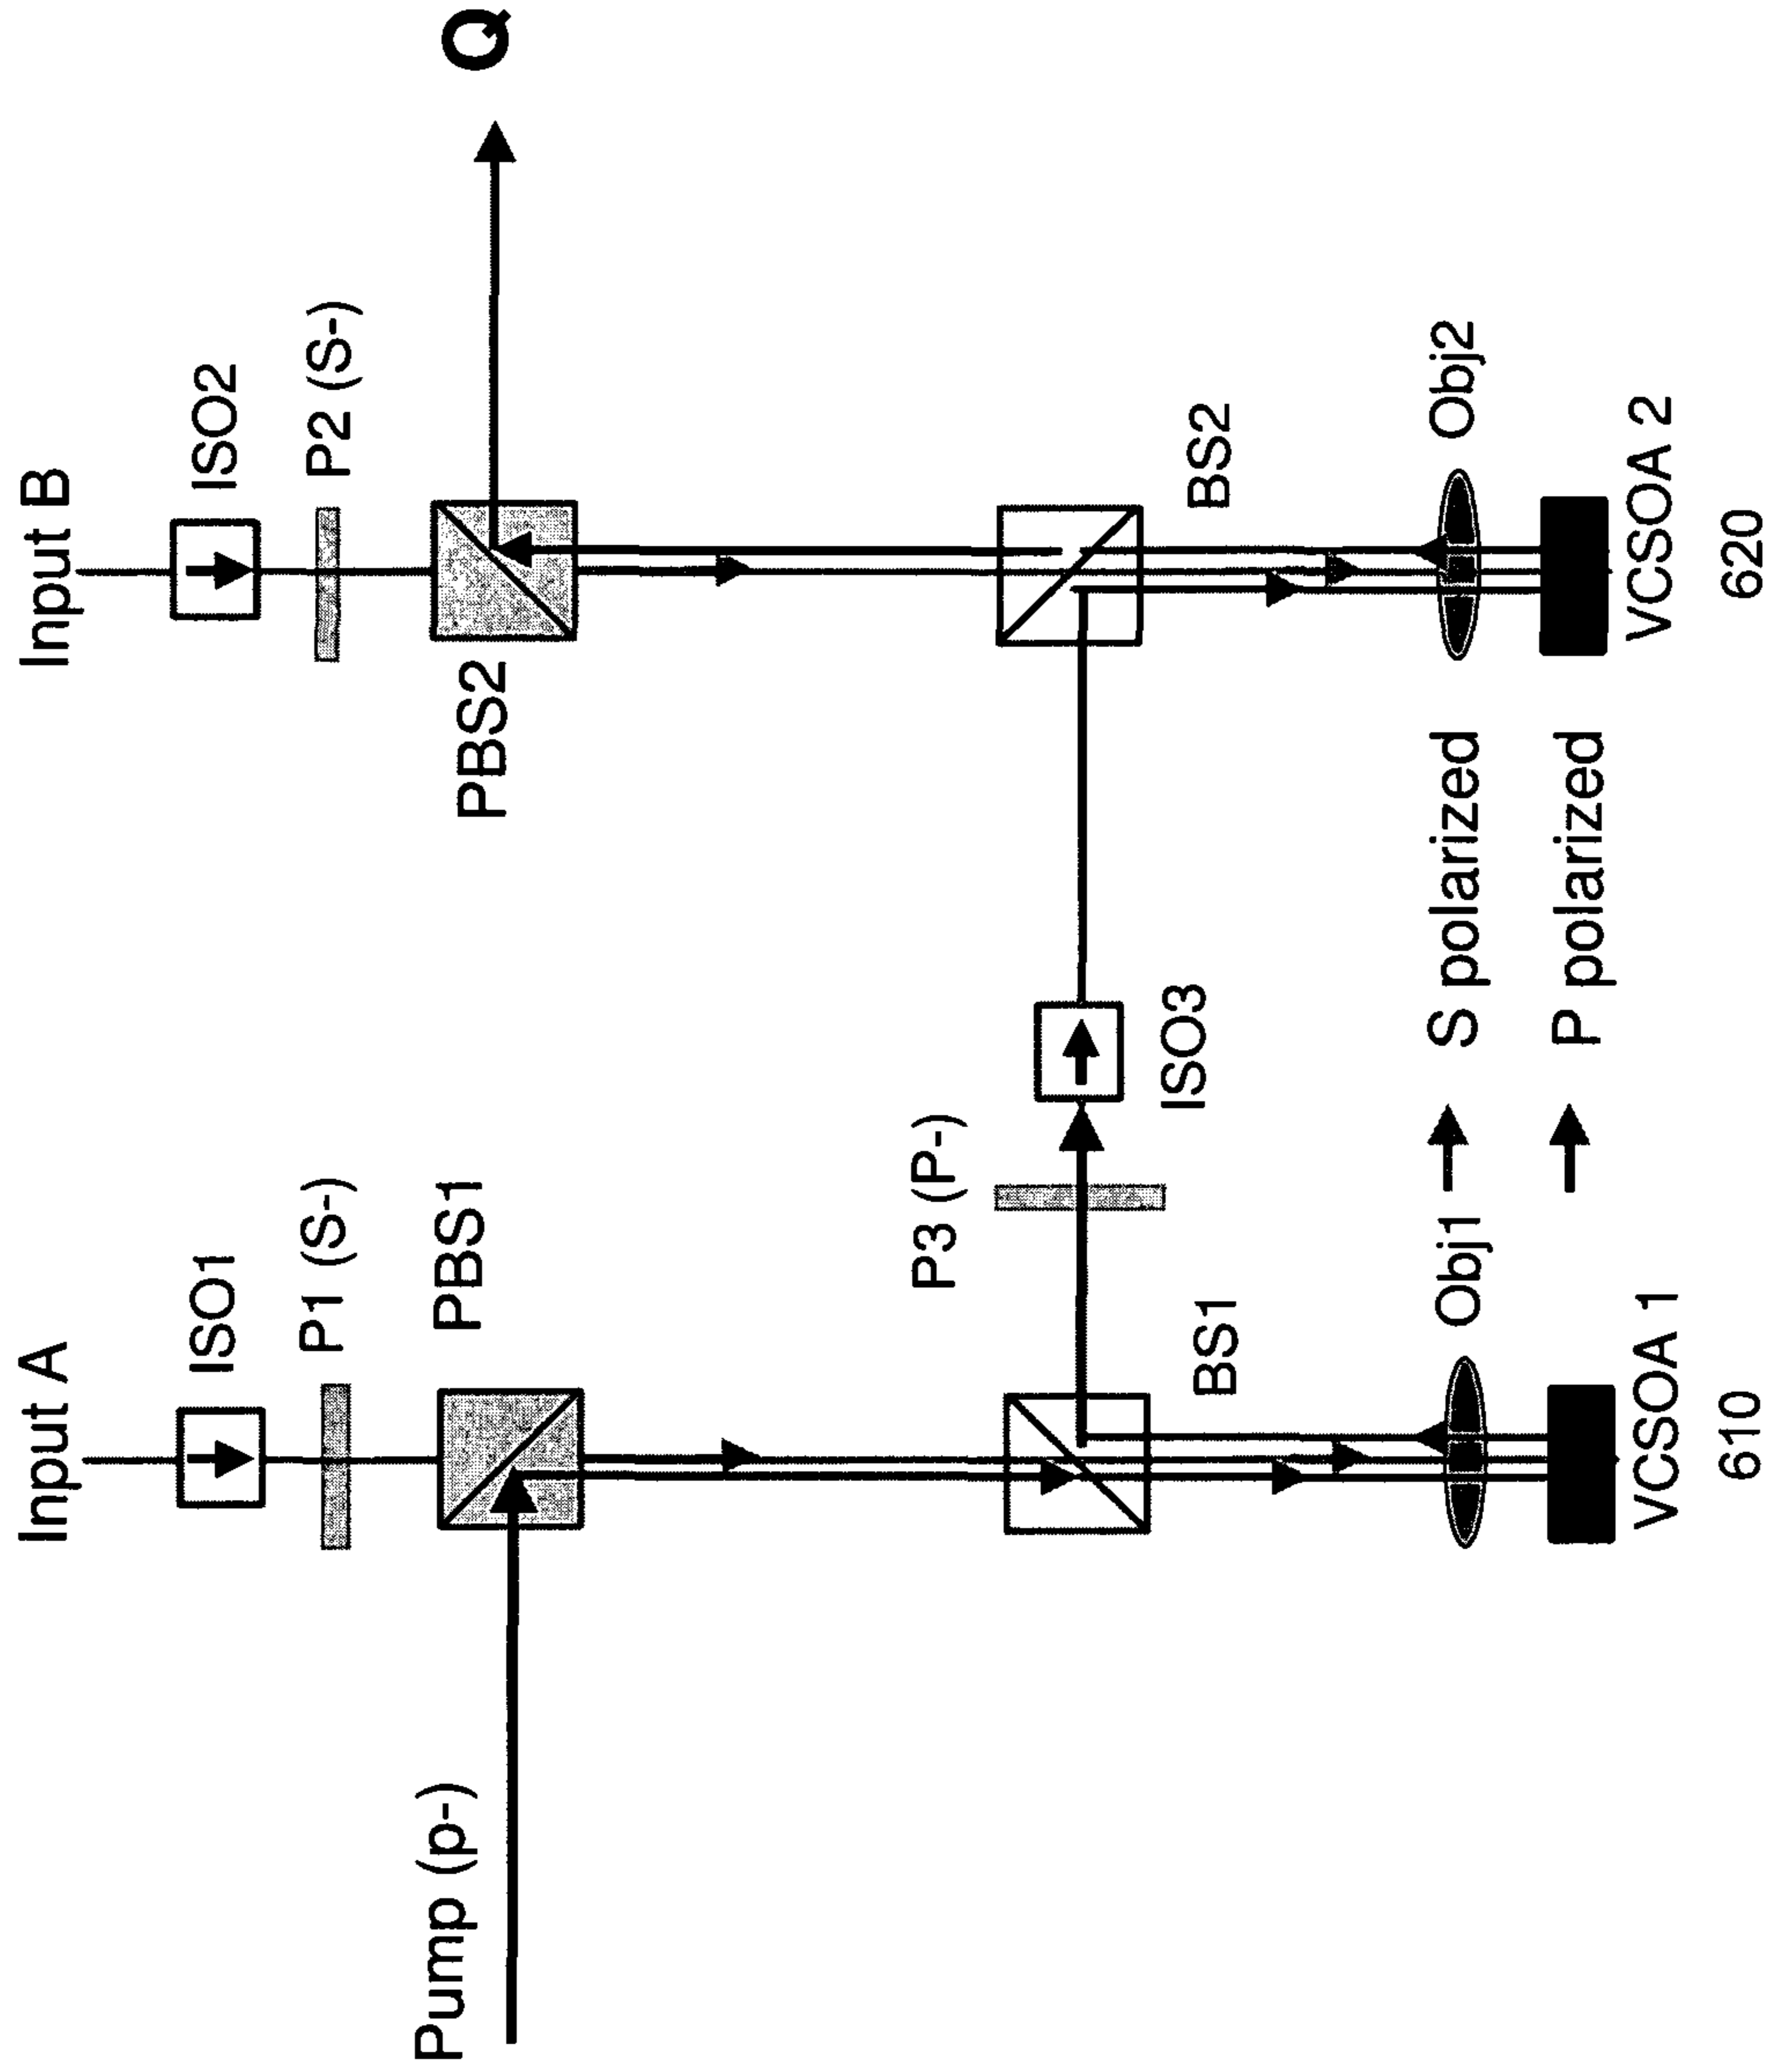 Input A
ISO1
P1 (S-)
PBS1
Pump (p-)
BS1
Obj1
VCSOA 1
610
P3 (P-)
ISO3
S polarized
P polarized
Input B
ISO2
P2 (S-)
PBS2
Q
BS2
Obj2
VCSOA 2
620